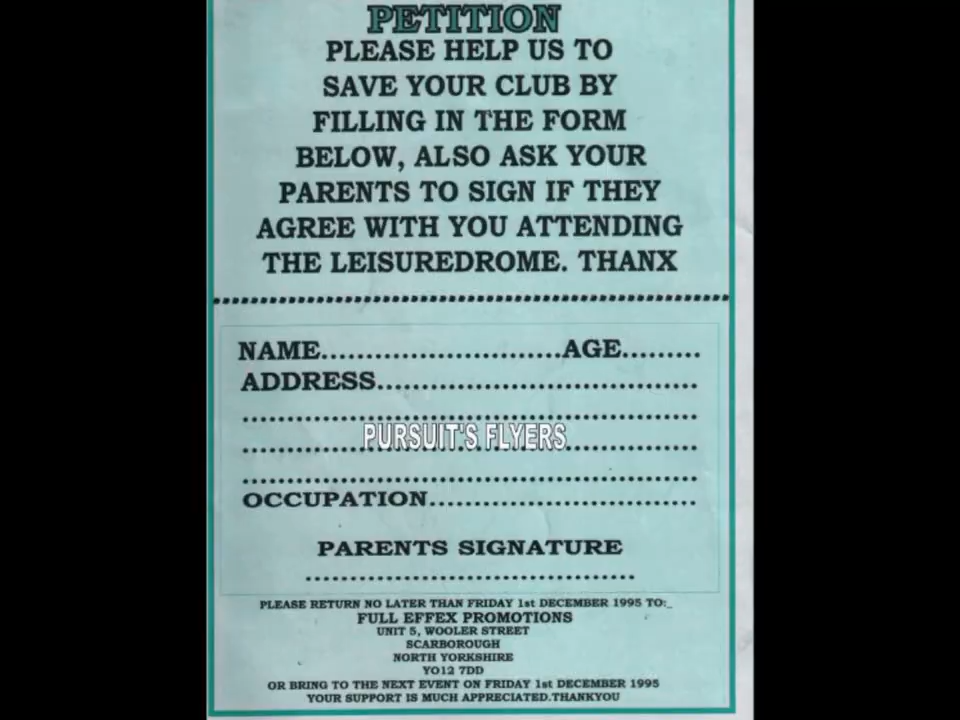 PETITION
PLEASE HELP US TO
SAVE YOUR CLUB BY
FILLING IN THE FORM
BELOW, ALSO ASK YOUR
PARENTS TO SIGN IF THEY
AGREE WITH YOU ATTENDING
THE LEISUREDROME. THANX
NAME...........................AGE.........
ADDRESS....................................
PURSUIT'S FLYERS
OCCUPATION..............................
PARENTS SIGNATURE
PLEASE RETURN NO LATER THAN FRIDAY 1st DECEMBER 1995 TO:_
FULL EFFEX PROMOTIONS
UNIT 5, WOOLER STREET
SCARBOROUGH
NORTH YORKSHIRE
YO12 7DD
OR BRING TO THE NEXT EVENT ON FRIDAY 1st DECEMBER 1995
YOUR SUPPORT IS MUCH APPRECIATED.THANKYOU